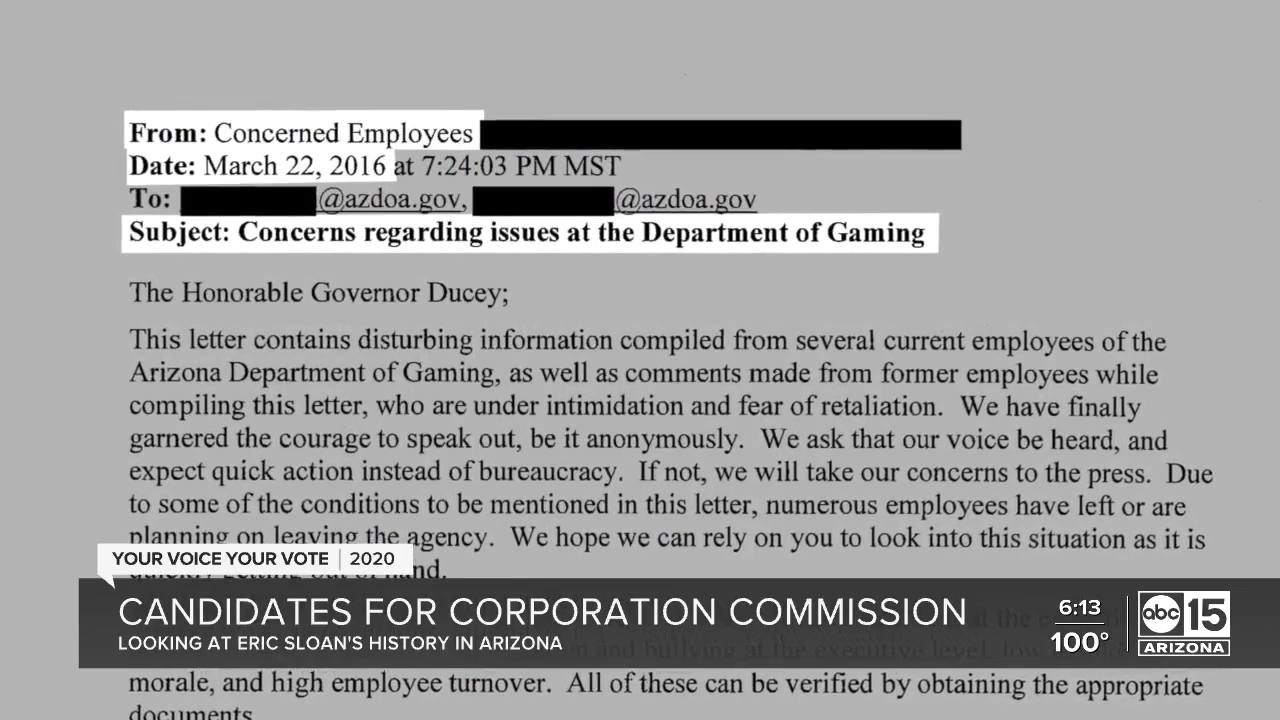 From: Concerned Employees
Date: March 22, 2016 at 7:24:03 PM MST
To: @azdoa.gov, @azdoa.gov
Subject: Concerns regarding issues at the Department of Gaming
The Honorable Governor Ducey;
This letter contains disturbing information compiled from several current employees of the
Arizona Department of Gaming, as well as comments made from former employees while
compiling this letter, who are under intimidation and fear of retaliation. We have finally
garnered the courage to speak out, be it anonymously. We ask that our voice be heard, and
expect quick action instead of bureaucracy. If not, we will take our concerns to the press. Due
to some of the conditions to be mentioned in this letter, numerous employees have left or are
planning on leaving the agency. We hope we can rely on you to look into this situation as it is
quickly getting out of hand.
YOUR VOICE YOUR VOTE | 2020
CANDIDATES FOR CORPORATION COMMISSION
LOOKING AT ERIC SLOAN'S HISTORY IN ARIZONA
6:13
100°
abc 15
ARIZONA
and bullying at the executive level, low
morale, and high employee turnover. All of these can be verified by obtaining the appropriate
documents.